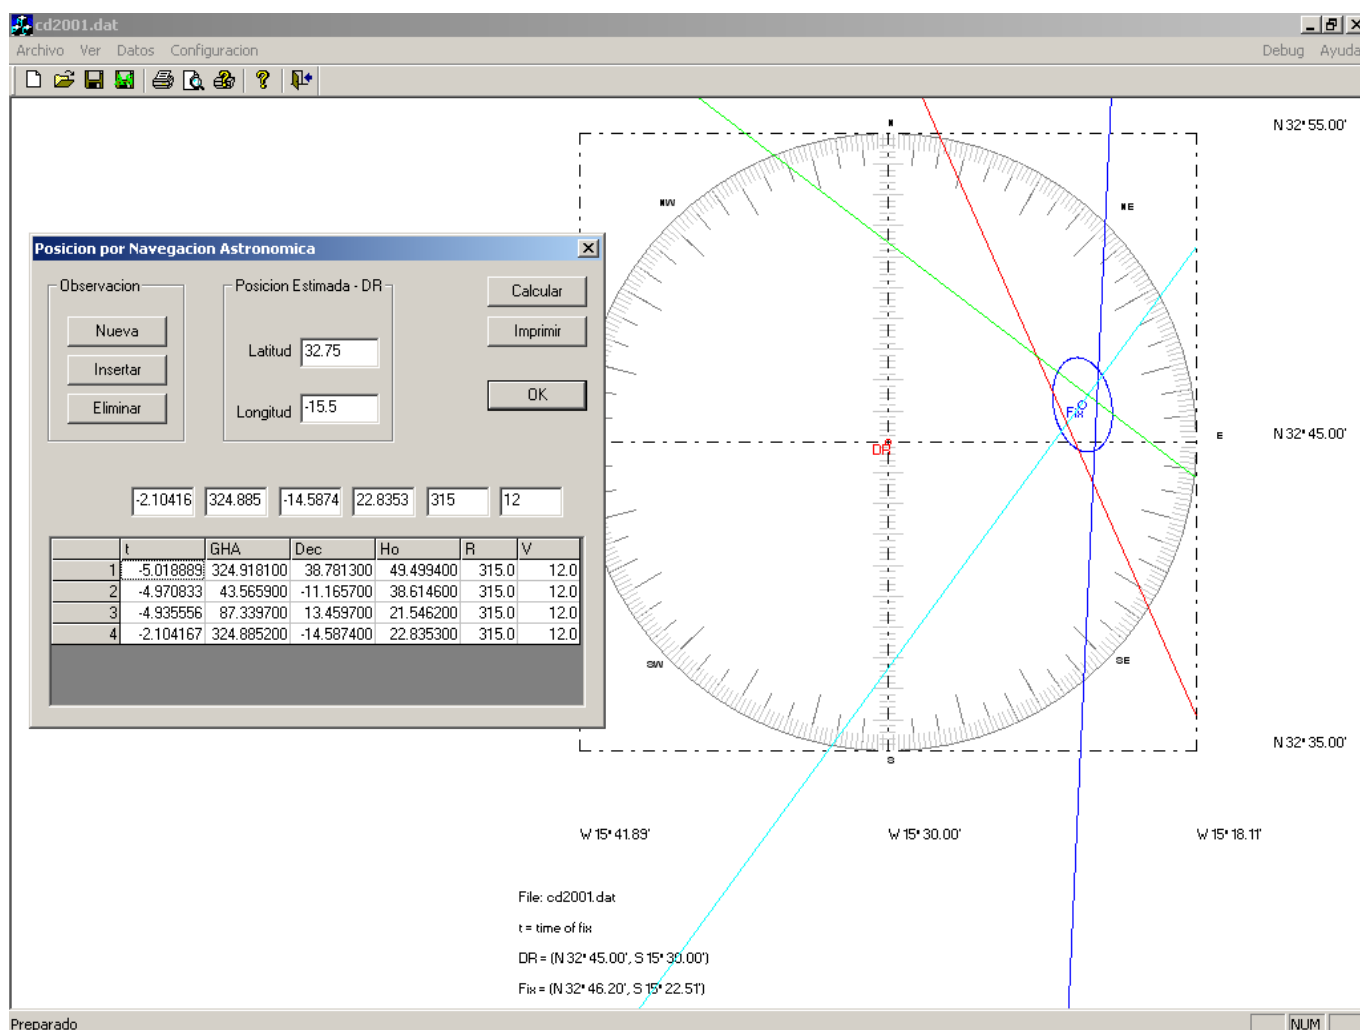 cd2001.dat
Archivo Ver Datos Configuracion Debug Ayuda
N 32° 55.00'
N
NW
NE
Posicion por Navegacion Astronomica
Observacion
Posicion Estimada - DR
Calcular
Nueva
Imprimir
Latitud 32.75
Insertar
OK
Eliminar
Longitud -15.5
Fix
DR
E
N 32° 45.00'
-2.10416 324.885 -14.5874 22.8353 315 12
t GHA Dec Ho R V
1 -5.018889 324.918100 38.781300 49.499400 315.0 12.0
2 -4.970833 43.565900 -11.165700 38.614600 315.0 12.0
3 -4.935556 87.339700 13.459700 21.546200 315.0 12.0
4 -2.104167 324.885200 -14.587400 22.835300 315.0 12.0
SW
SE
S
N 32° 35.00'
W 15° 41.89'
W 15° 30.00'
W 15° 18.11'
File: cd2001.dat
t = time of fix
DR = (N 32° 45.00', S 15° 30.00')
Fix = (N 32° 46.20', S 15° 22.51')
Preparado
NUM